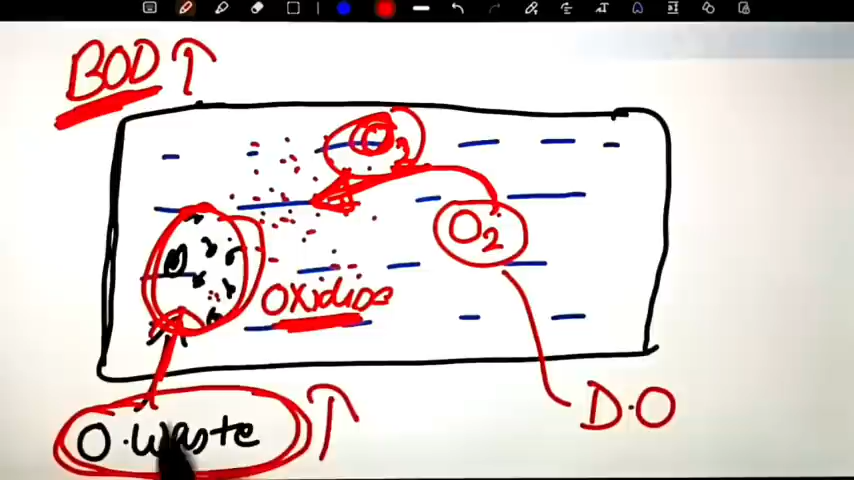 BOD ↑
O2
O2
Oxidise
O.waste ↑
D.O